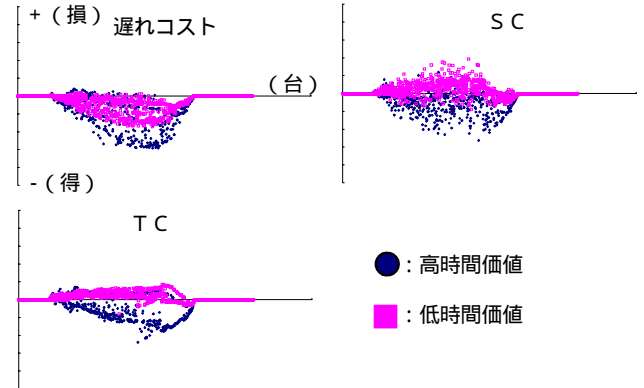 +（損）
遅れコスト
（台）
-（得）
ＳＣ
ＴＣ
：高時間価値
：低時間価値